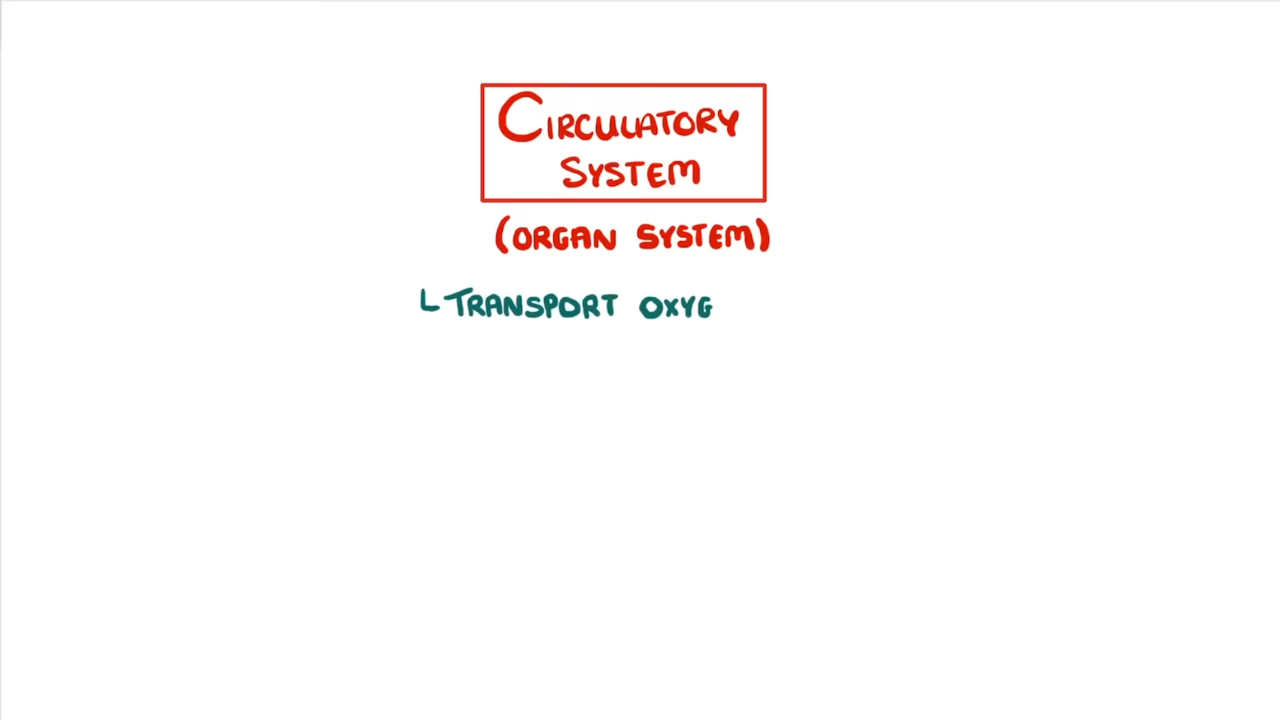 CIRCULATORY
SYSTEM
(ORGAN SYSTEM)
TRANSPORT OXYG